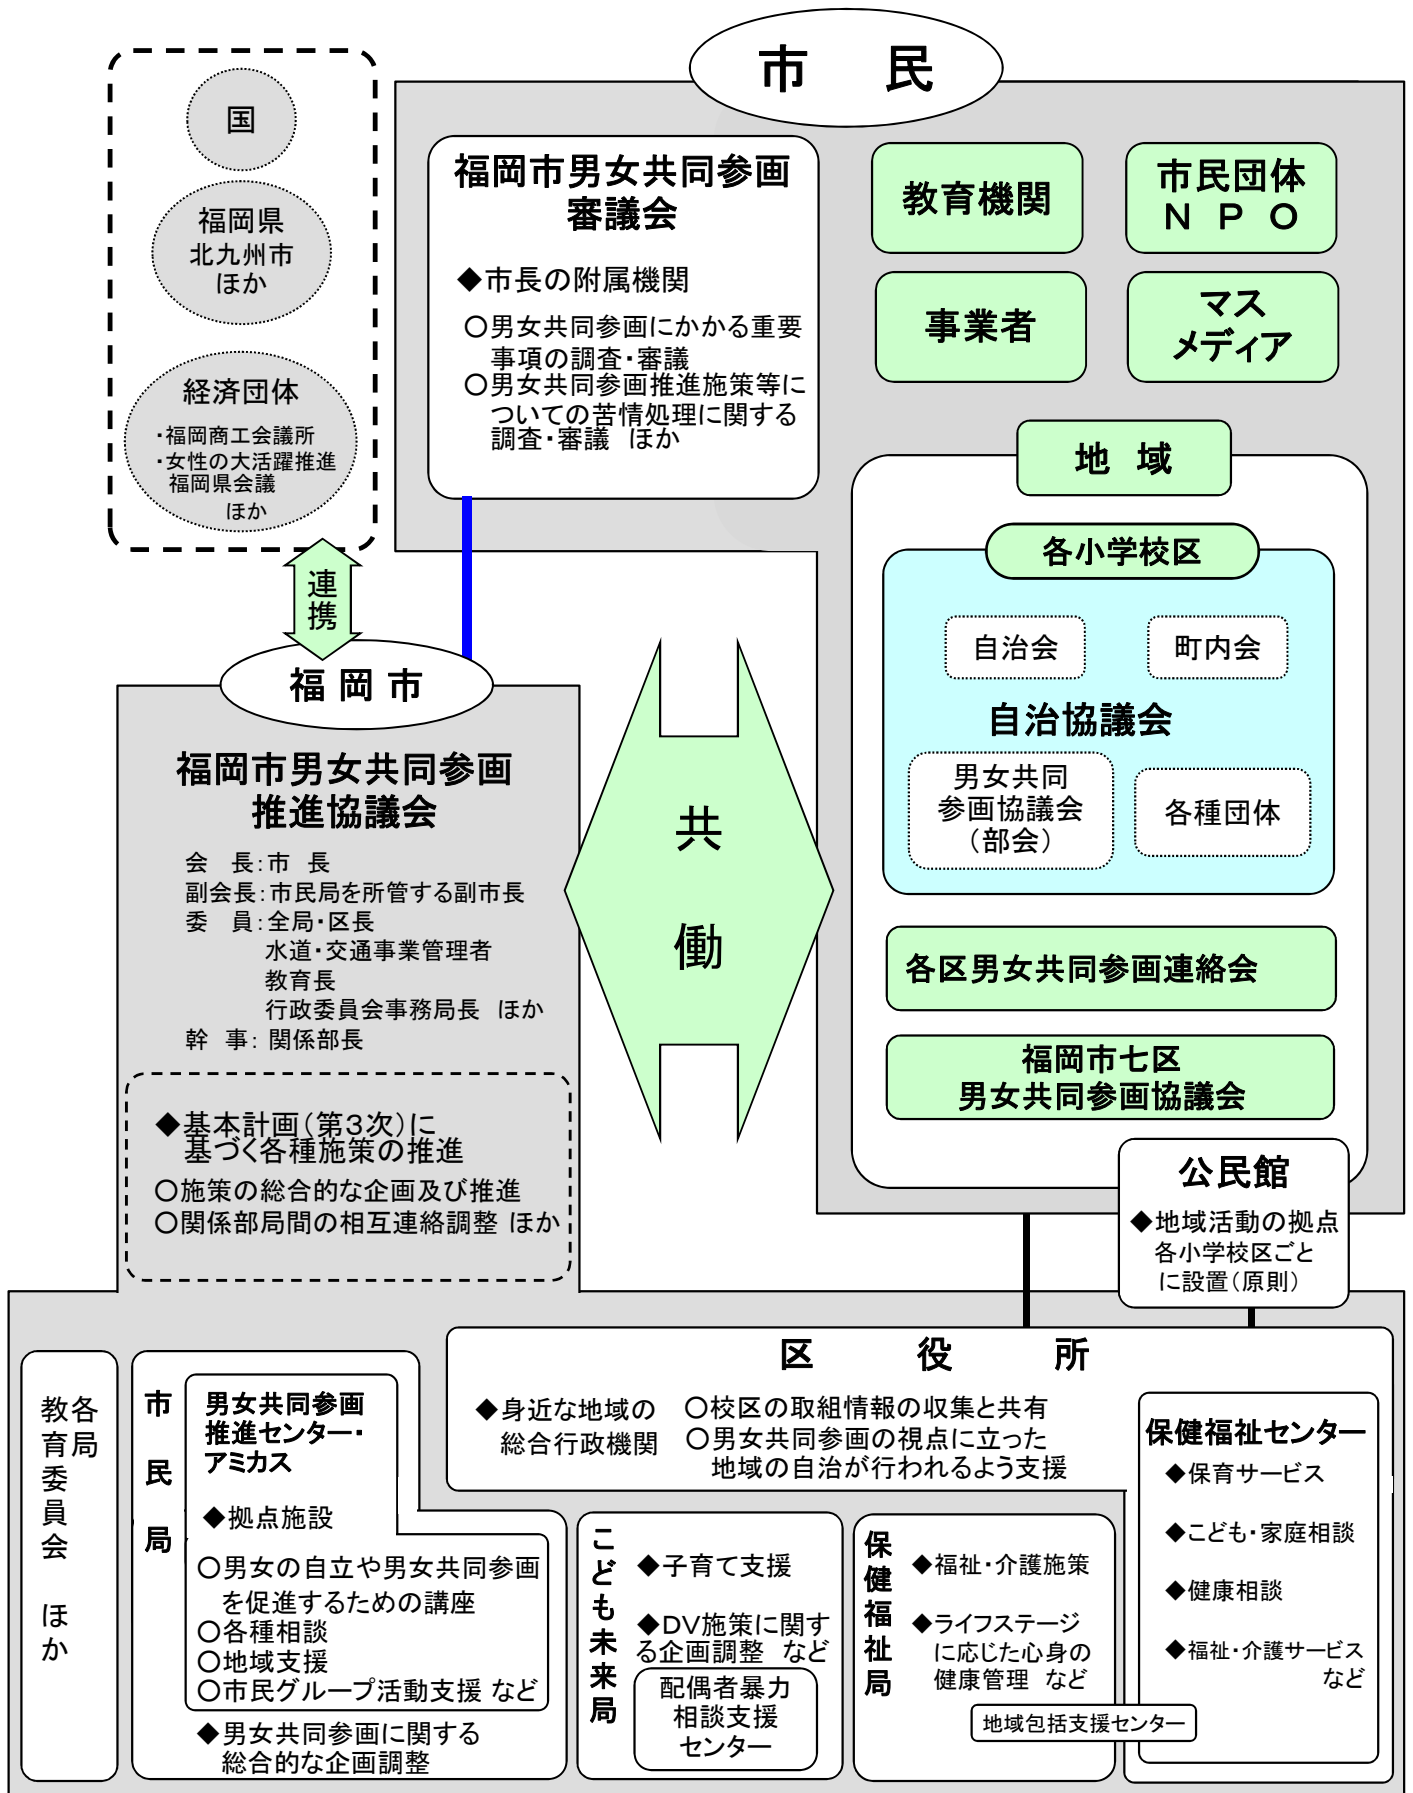 市　民
国
福岡県
北九州市
ほか
経済団体
・福岡商工会議所
・女性の大活躍推進
福岡県会議
ほか
連携
福岡市男女共同参画
審議会
◆市長の附属機関
○男女共同参画にかかる重要
事項の調査・審議
○男女共同参画推進施策等に
ついての苦情処理に関する
調査・審議　ほか
教育機関
市民団体
ＮＰＯ
事業者
マス
メディア
地 域
各小学校区
自治会
町内会
自治協議会
男女共同
参画協議会
（部会）
各種団体
各区男女共同参画連絡会
福岡市七区
男女共同参画協議会
公民館
◆地域活動の拠点
各小学校区ごと
に設置（原則）
共働
福 岡 市
福岡市男女共同参画
推進協議会
会　長：市 長
副会長：市民局を所管する副市長
委　員：全局・区長
水道・交通事業管理者
教育長
行政委員会事務局長　ほか
幹　事： 関係部長
◆基本計画（第３次）に
基づく各種施策の推進
○施策の総合的な企画及び推進
○関係部局間の相互連絡調整 ほか
各局
教育委員会　ほか
市民局
男女共同参画
推進センター・
アミカス
◆拠点施設
○男女の自立や男女共同参画
を促進するための講座
○各種相談
○地域支援
○市民グループ活動支援 など
◆男女共同参画に関する
総合的な企画調整
区　役　所
◆身近な地域の
総合行政機関
○校区の取組情報の収集と共有
○男女共同参画の視点に立った
地域の自治が行われるよう支援
こども未来局
◆子育て支援
◆ＤＶ施策に関す
る企画調整　など
配偶者暴力
相談支援
センター
保健福祉局
◆福祉・介護施策
◆ライフステージ
に応じた心身の
健康管理　など
地域包括支援センター
保健福祉センター
◆保育サービス
◆こども・家庭相談
◆健康相談
◆福祉・介護サービス
など